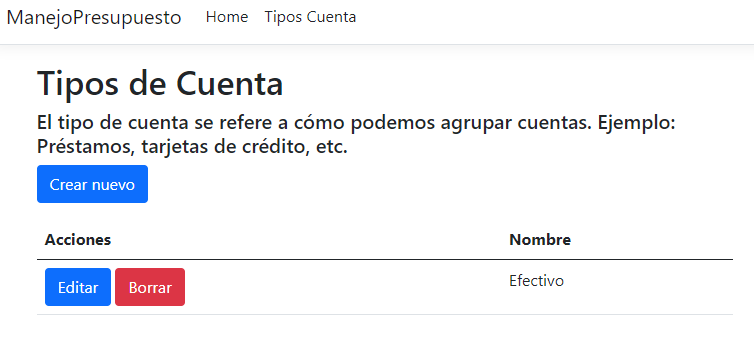 ManejoPresupuesto Home Tipos Cuenta
Tipos de Cuenta
El tipo de cuenta se refere a cómo podemos agrupar cuentas. Ejemplo:
Préstamos, tarjetas de crédito, etc.
Crear nuevo
Acciones Nombre
Editar Borrar Efectivo